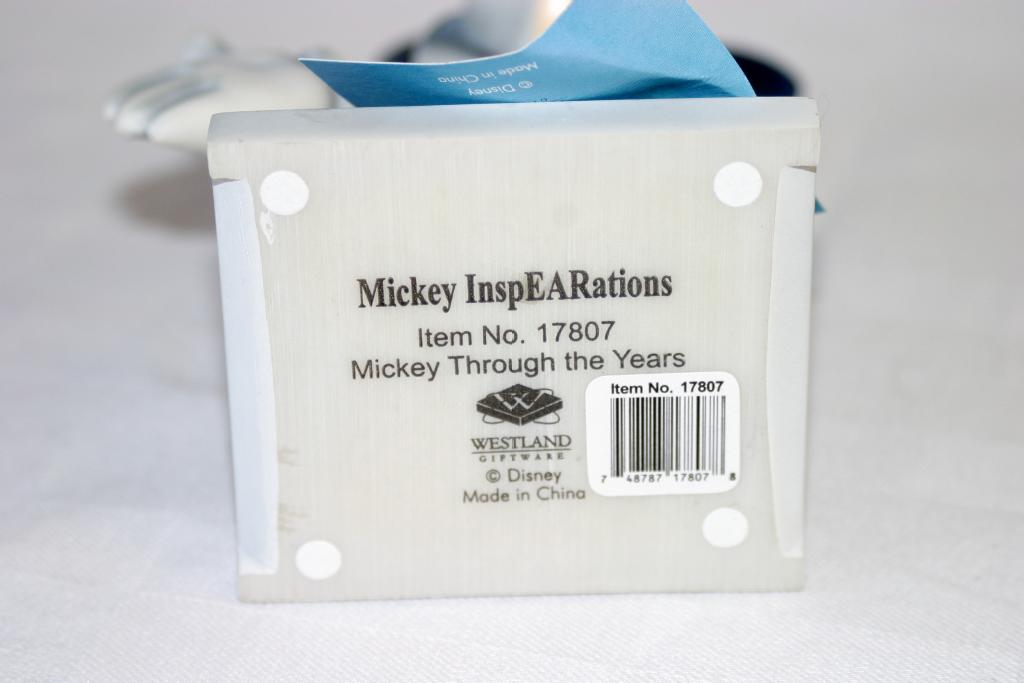 Made in China
© Disney
Mickey InspEARations
Item No. 17807
Mickey Through the Years
WESTLAND
GIFTWARE
© Disney
Made in China
Item No. 17807
7 48787 17807 8